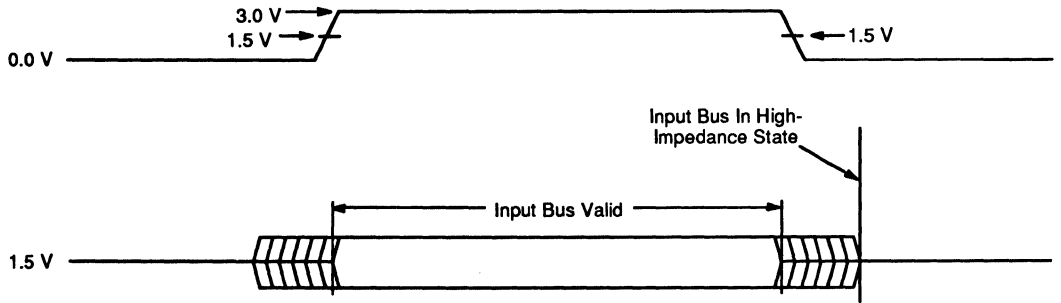 3.0 V
1.5 V
1.5 V
0.0 V
Input Bus In High-
Impedance State
Input Bus Valid
1.5 V